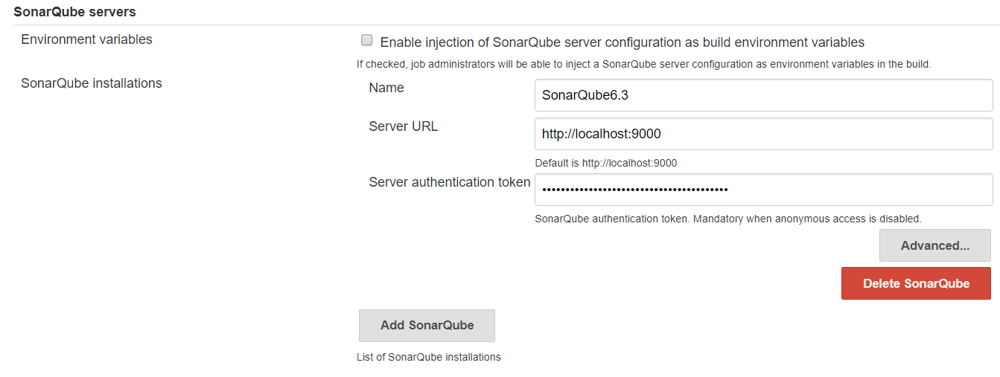 SonarQube servers
Environment variables
Enable injection of SonarQube server configuration as build environment variables
If checked, job administrators will be able to inject a SonarQube server configuration as environment variables in the build.
SonarQube installations
Name
SonarQube6.3
Server URL
http://localhost:9000
Default is http://localhost:9000
Server authentication token
••••••••••••••••••••••••••••••••••••••••
SonarQube authentication token. Mandatory when anonymous access is disabled.
Advanced...
Delete SonarQube
Add SonarQube
List of SonarQube installations